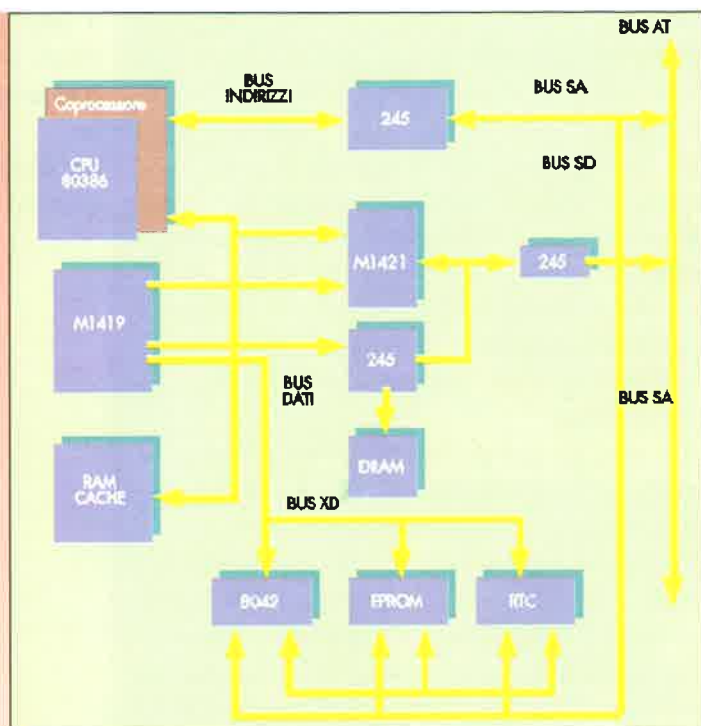 BUS AT
BUS
INDIRIZZI
BUS SA
Coprocessore
245
CPU
80386
BUS SD
M1421
245
M1419
245
BUS
DATI
BUS SA
DRAM
RAM
CACHE
BUS XD
8042
EPROM
RTC